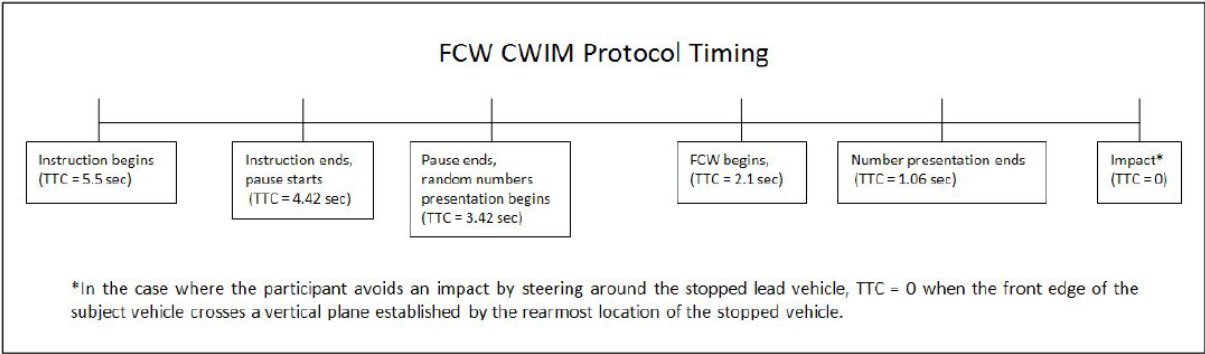 FCW CWIM Protocol Timing
Instruction begins
(TTC = 5.5 sec)
Instruction ends,
pause starts
(TTC = 4.42 sec)
Pause ends,
random numbers
presentation begins
(TTC = 3.42 sec)
FCW begins,
(TTC = 2.1 sec)
Number presentation ends
(TTC = 1.06 sec)
Impact*
(TTC = 0)
*In the case where the participant avoids an impact by steering around the stopped lead vehicle, TTC = 0 when the front edge of the
subject vehicle crosses a vertical plane established by the rearmost location of the stopped vehicle.